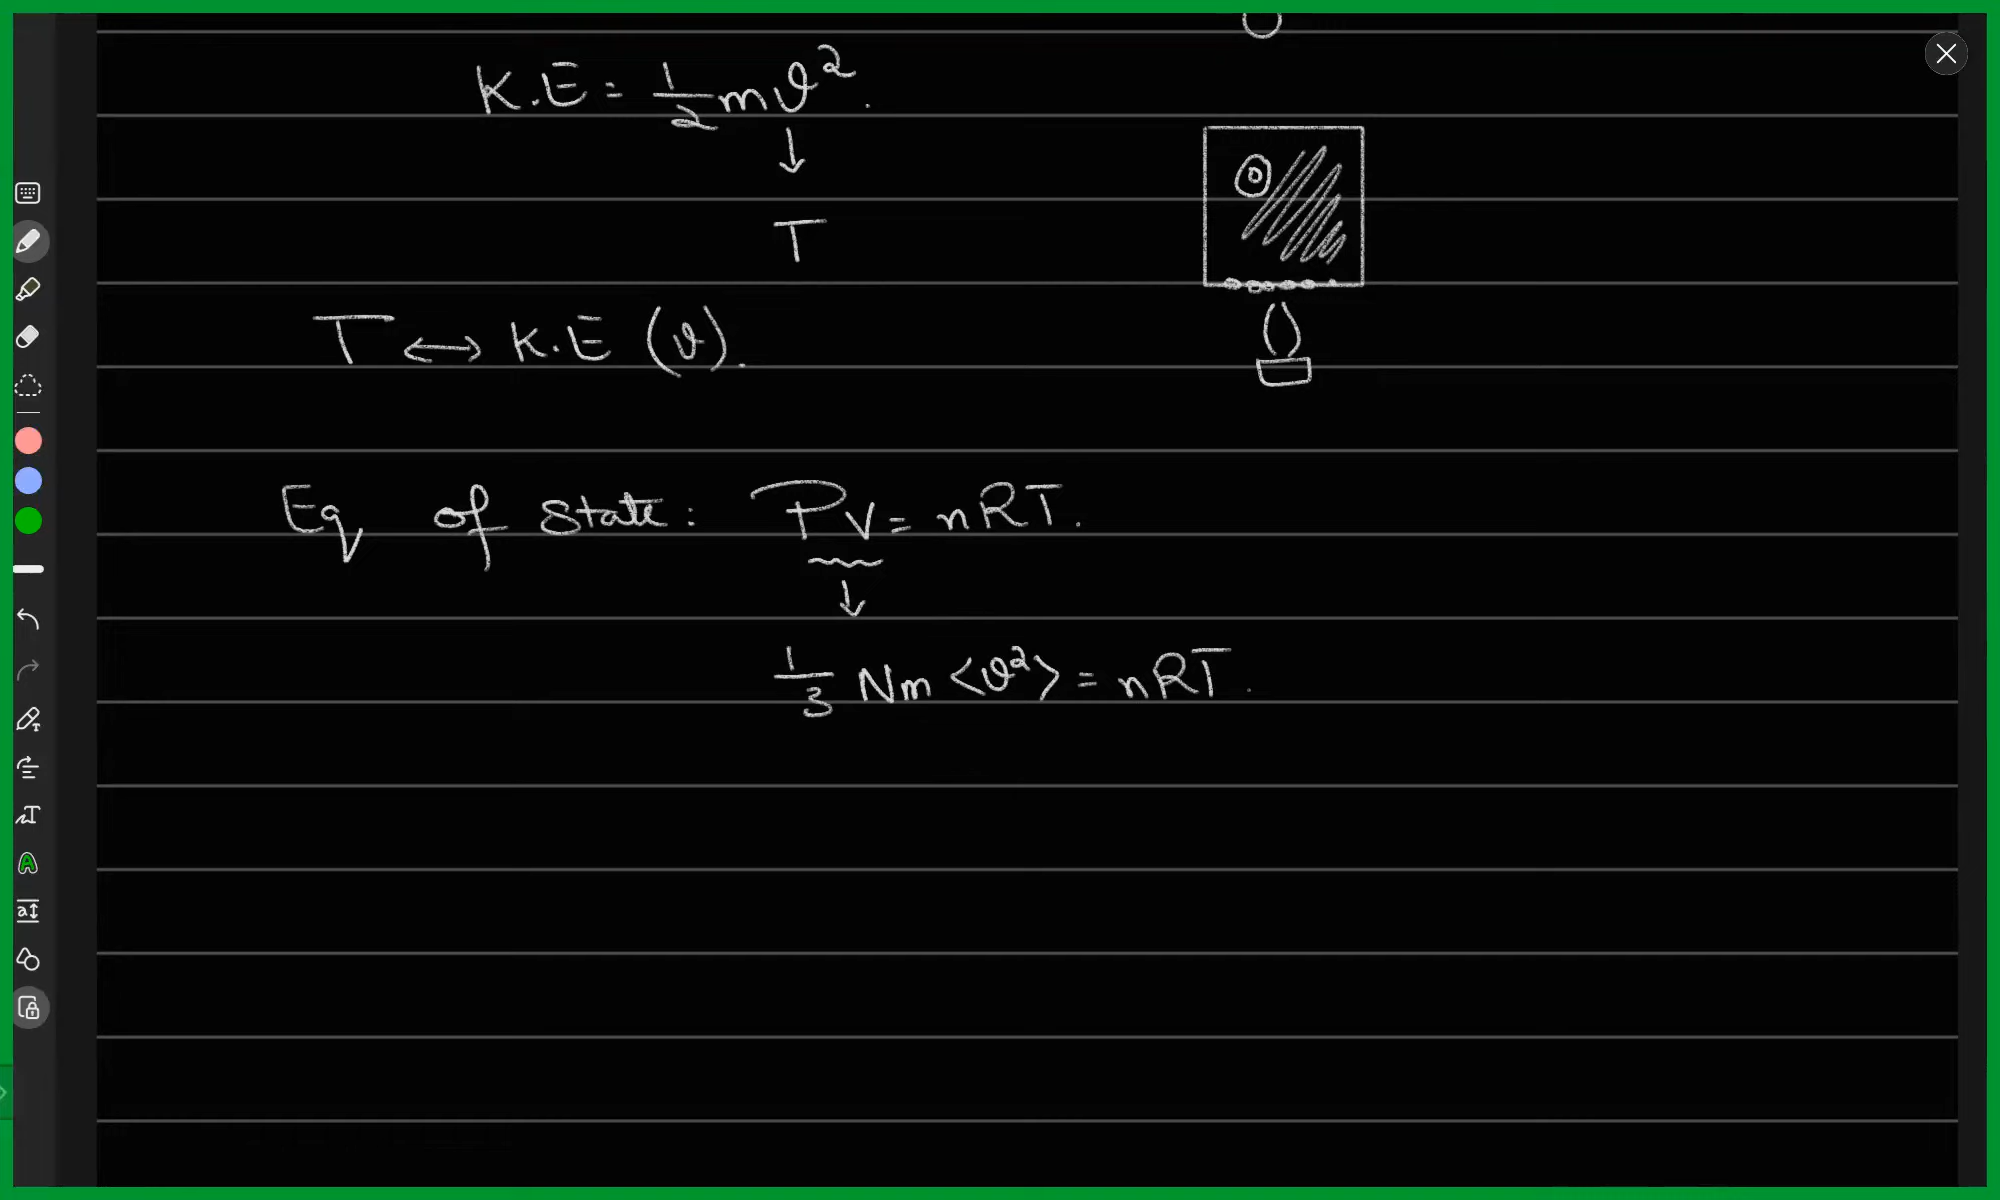 K.E = 1/2 mv².
↓
T
T ↔ K.E (v).
Eq of state: PV = nRT.
↓
1/3 Nm <v²> = nRT.